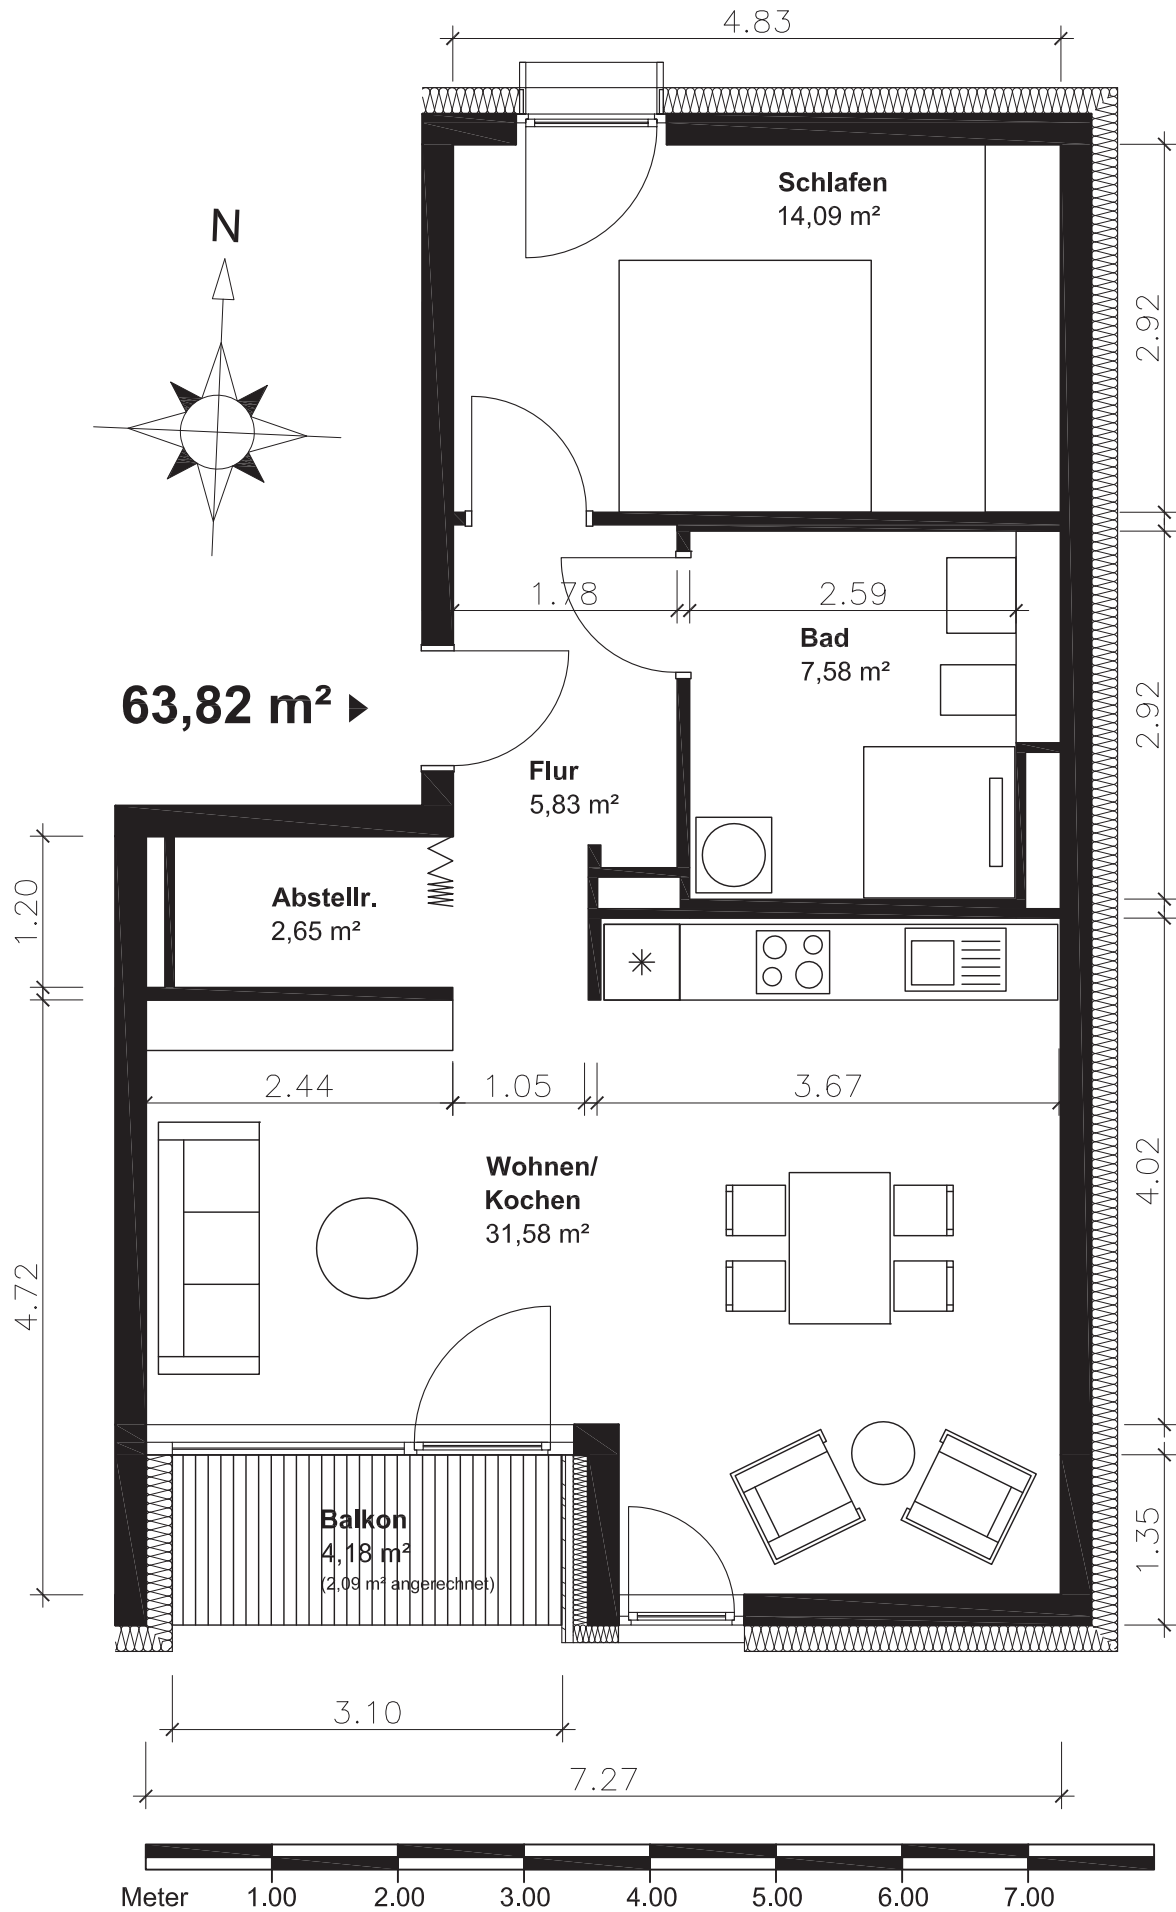 4.83
Schlafen
14,09 m²
N
2.92
1.78
2.59
Bad
7,58 m²
63,82 m²
2.92
Flur
5,83 m²
1.20
Abstellr.
2,65 m²
2.44
1.05
3.67
Wohnen/
Kochen
31,58 m²
4.02
4.72
Balkon
4,18 m²
(2,09 m² angerechnet)
1.35
3.10
7.27
Meter 1.00 2.00 3.00 4.00 5.00 6.00 7.00